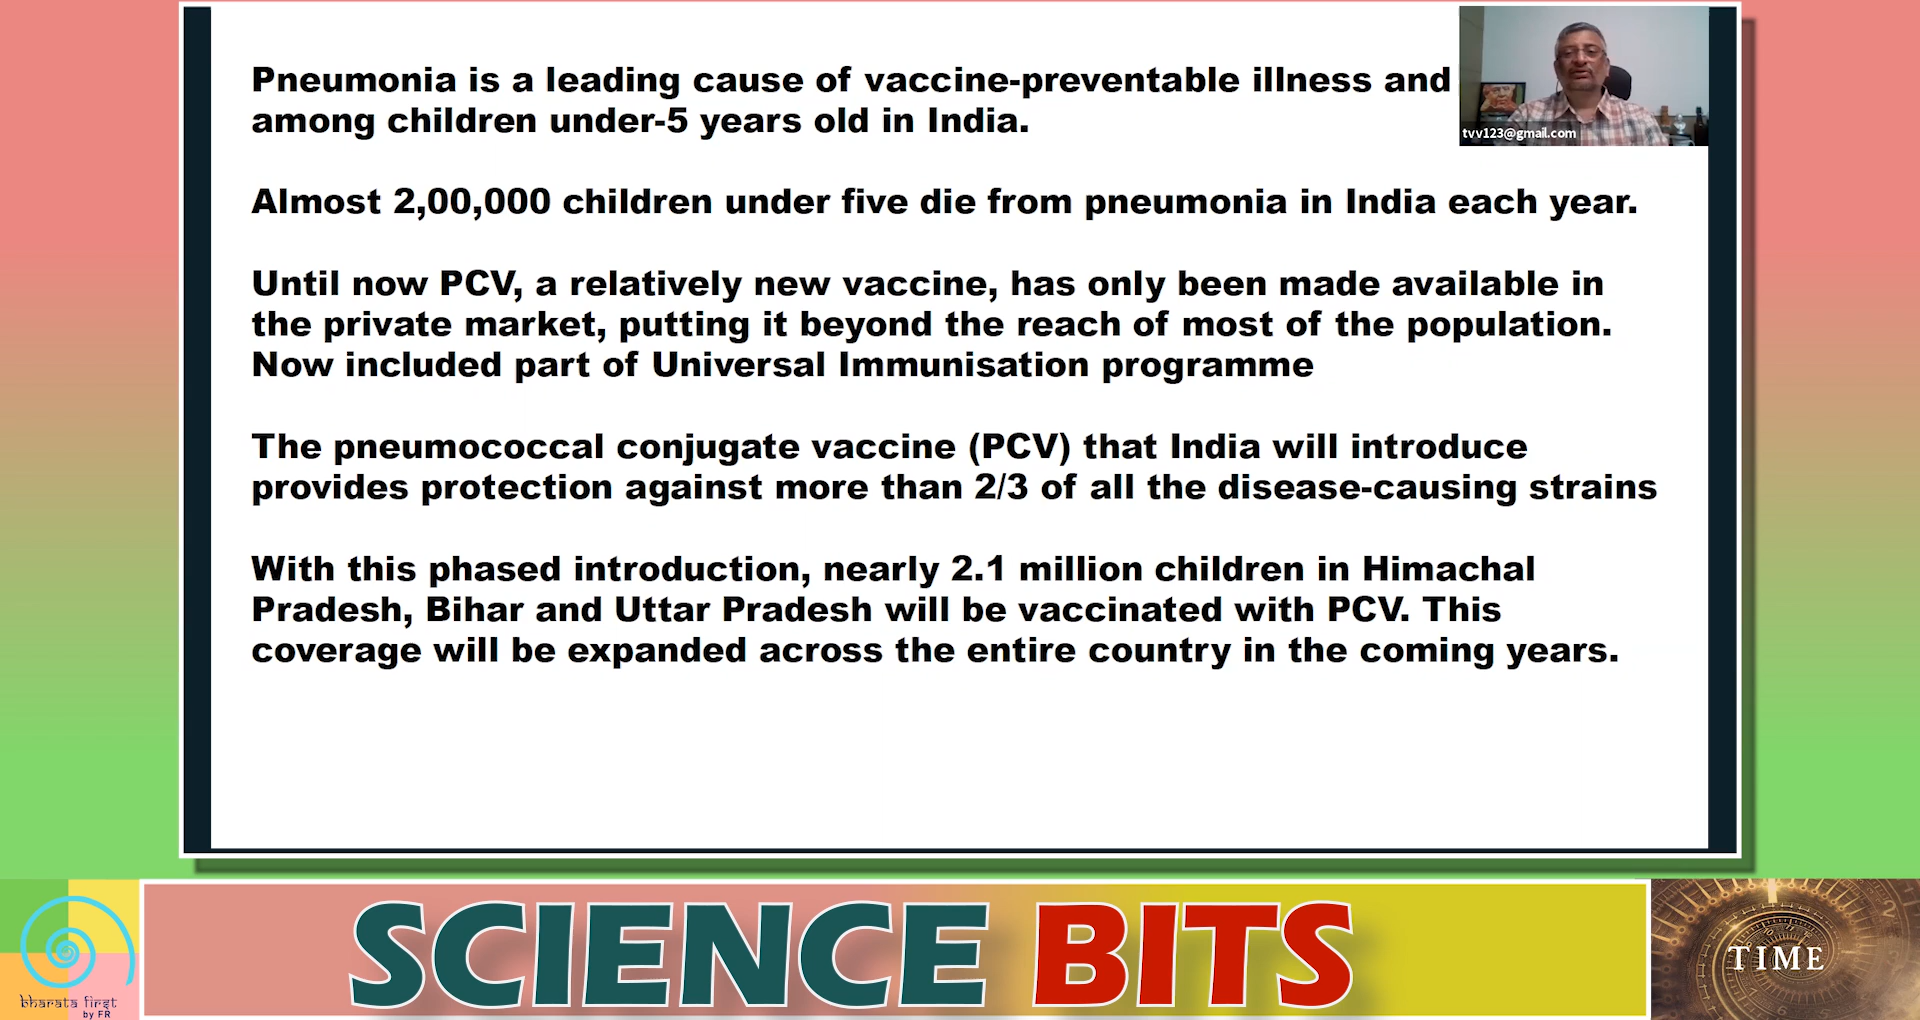 Pneumonia is a leading cause of vaccine-preventable illness and
among children under-5 years old in India.
tvv123@gmail.com
Almost 2,00,000 children under five die from pneumonia in India each year.
Until now PCV, a relatively new vaccine, has only been made available in
the private market, putting it beyond the reach of most of the population.
Now included part of Universal Immunisation programme
The pneumococcal conjugate vaccine (PCV) that India will introduce
provides protection against more than 2/3 of all the disease-causing strains
With this phased introduction, nearly 2.1 million children in Himachal
Pradesh, Bihar and Uttar Pradesh will be vaccinated with PCV. This
coverage will be expanded across the entire country in the coming years.
SCIENCE BITS
bharata first
by FR
TIME